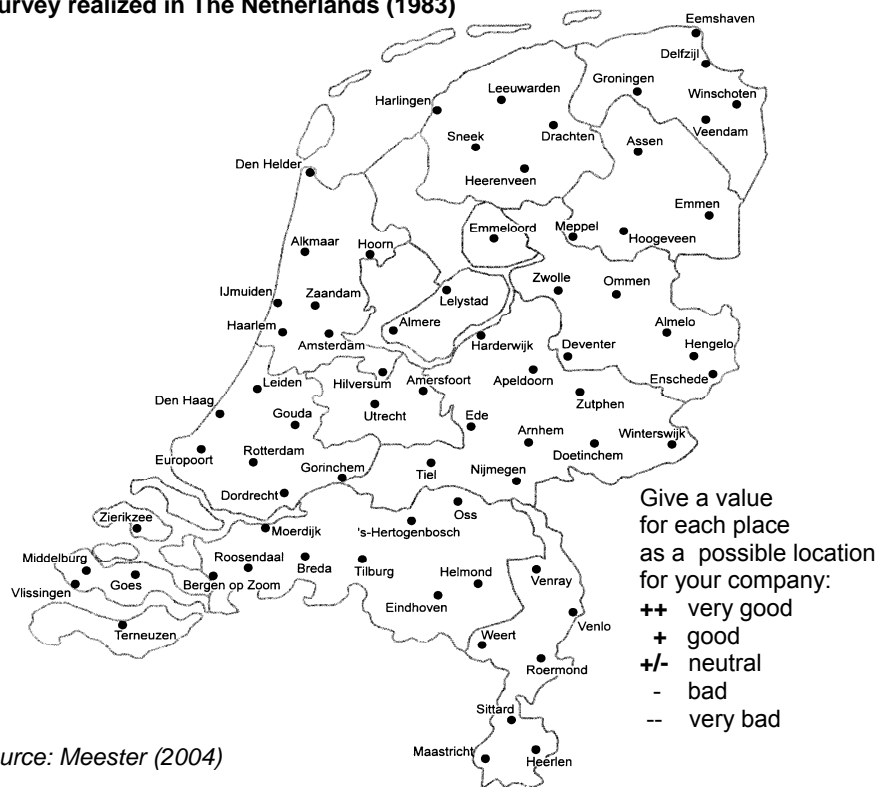 urvey realized in The Netherlands (1983)
Eemshaven
Delfzijl
Groningen
Winschoten
Leeuwarden
Harlingen
Veendam
Drachten
Sneek
Assen
Den Helder
Heerenveen
Emmen
Emmeloord
Meppel
Hoogeveen
Alkmaar
Hoorn
Zwolle
Ommen
IJmuiden
Zaandam
Lelystad
Haarlem
Almere
Almelo
Amsterdam
Harderwijk
Deventer
Hengelo
Leiden
Hilversum
Amersfoort
Apeldoorn
Enschede
Den Haag
Gouda
Utrecht
Zutphen
Ede
Arnhem
Winterswijk
Europoort
Rotterdam
Doetinchem
Gorinchem
Tiel
Nijmegen
Dordrecht
Zierikzee
Oss
Moerdijk
's-Hertogenbosch
Middelburg
Roosendaal
Goes
Bergen op Zoom
Breda
Tilburg
Helmond
Venray
Vlissingen
Eindhoven
Terneuzen
Weert
Venlo
Roermond
Sittard
Maastricht
Heerlen
Give a value
for each place
as a possible location
for your company:
++ very good
+ good
+/- neutral
- bad
-- very bad
urce: Meester (2004)